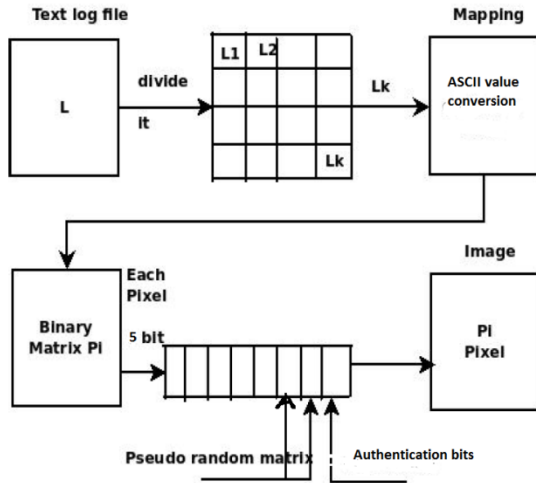 Text log file
Mapping
L
divide
It
L1
L2
Lk
Lk
ASCII value
conversion
Image
Each
Pixel
Binary
Matrix Pi
5 bit
Pi
Pixel
Pseudo random matrix
Authentication bits